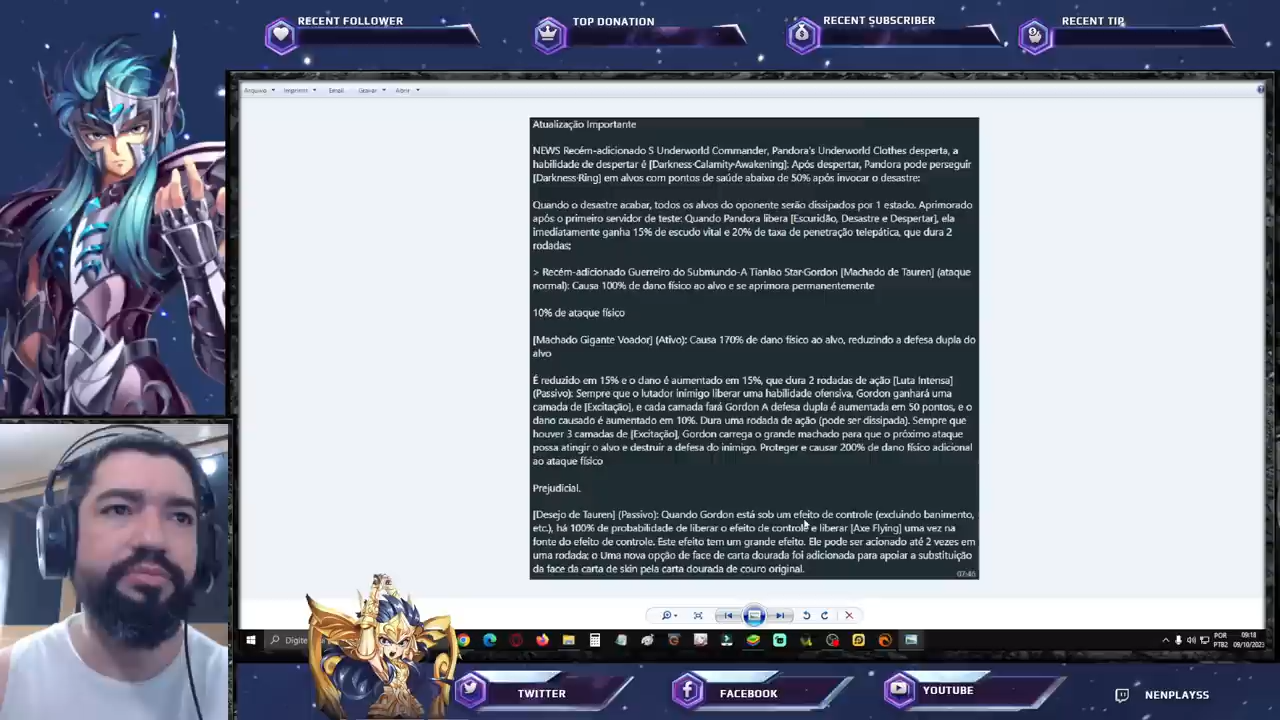 RECENT FOLLOWER
TOP DONATION
RECENT SUBSCRIBER
RECENT TIP
Arquivo
Imprimir
Email
Gravar
Abrir
Atualização Importante
NEWS Recém-adicionado S Underworld Commander, Pandora's Underworld Clothes desperta, a
habilidade de despertar é [Darkness·Calamity·Awakening]: Após despertar, Pandora pode perseguir
[Darkness·Ring] em alvos com pontos de saúde abaixo de 50% após invocar o desastre:
Quando o desastre acabar, todos os alvos do oponente serão dissipados por 1 estado. Aprimorado
após o primeiro servidor de teste: Quando Pandora libera [Escuridão, Desastre e Despertar], ela
imediatamente ganha 15% de escudo vital e 20% de taxa de penetração telepática, que dura 2
rodadas;
> Recém-adicionado Guerreiro do Submundo-A Tianlao Star·Gordon [Machado de Tauren] (ataque
normal): Causa 100% de dano físico ao alvo e se aprimora permanentemente
10% de ataque físico
[Machado Gigante Voador] (Ativo): Causa 170% de dano físico ao alvo, reduzindo a defesa dupla do
alvo
É reduzido em 15% e o dano é aumentado em 15%, que dura 2 rodadas de ação [Luta Intensa]
(Passivo): Sempre que o lutador inimigo liberar uma habilidade ofensiva, Gordon ganhará uma
camada de [Excitação], e cada camada fará Gordon A defesa dupla é aumentada em 50 pontos, e o
dano causado é aumentado em 10%. Dura uma rodada de ação (pode ser dissipada). Sempre que
houver 3 camadas de [Excitação], Gordon carrega o grande machado para que o próximo ataque
possa atingir o alvo e destruir a defesa do inimigo. Proteger e causar 200% de dano físico adicional
ao ataque físico
Prejudicial.
[Desejo de Tauren] (Passivo): Quando Gordon está sob um efeito de controle (excluindo banimento,
etc.), há 100% de probabilidade de liberar o efeito de controle e liberar [Axe Flying] uma vez na
fonte do efeito de controle. Este efeito tem um grande efeito. Ele pode ser acionado até 2 vezes em
uma rodada; o Uma nova opção de face de carta dourada foi adicionada para apoiar a substituição
da face da carta de skin pela carta dourada de couro original.
07:46
Digite
POR
PTB2
09:18
09/10/2023
TWITTER
FACEBOOK
YOUTUBE
NENPLAYSS